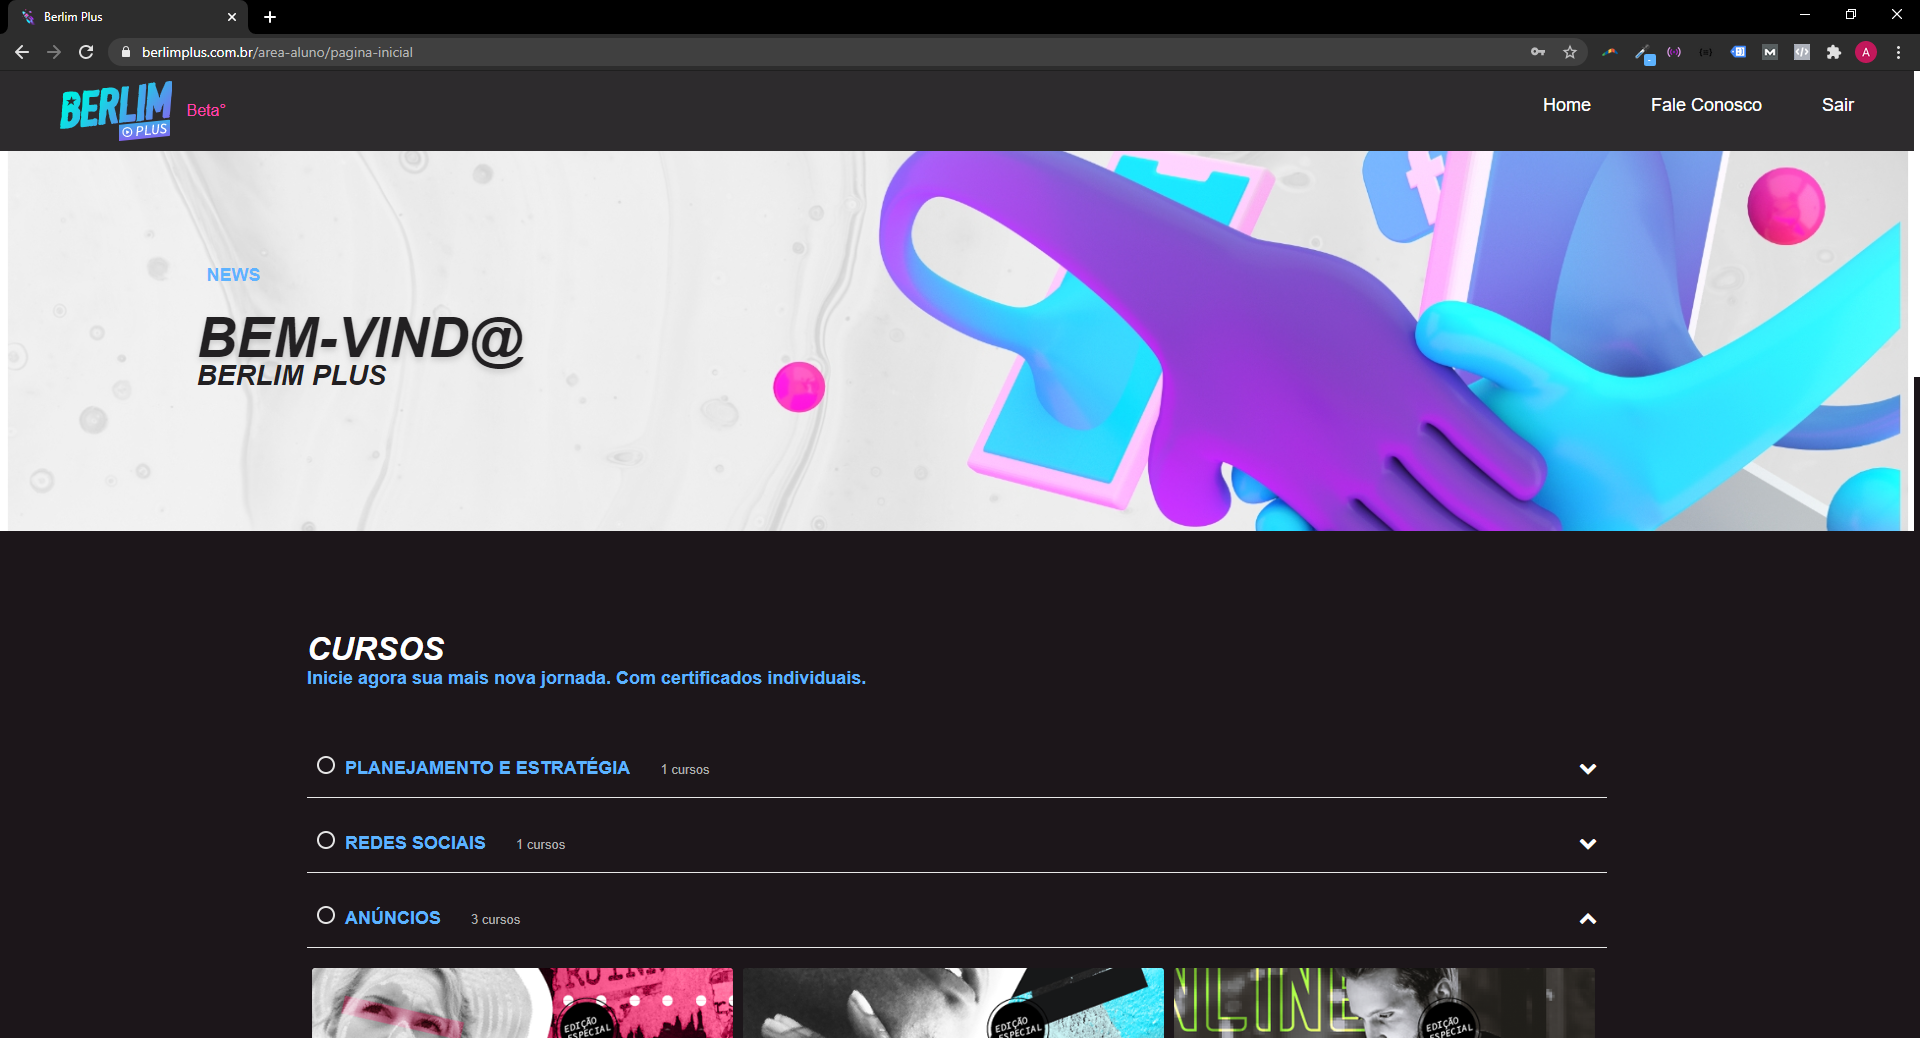 Berlim Plus
berlimplus.com.br/area-aluno/pagina-inicial
A
BERLIM
PLUS
Beta°
Home
Fale Conosco
Sair
NEWS
BEM-VIND@
BERLIM PLUS
CURSOS
Inicie agora sua mais nova jornada. Com certificados individuais.
PLANEJAMENTO E ESTRATÉGIA 1 cursos
REDES SOCIAIS 1 cursos
ANÚNCIOS 3 cursos
EDIÇÃO
ESPECIAL
EDIÇÃO
ESPECIAL
NLINE
EDIÇÃO
ESPECIAL